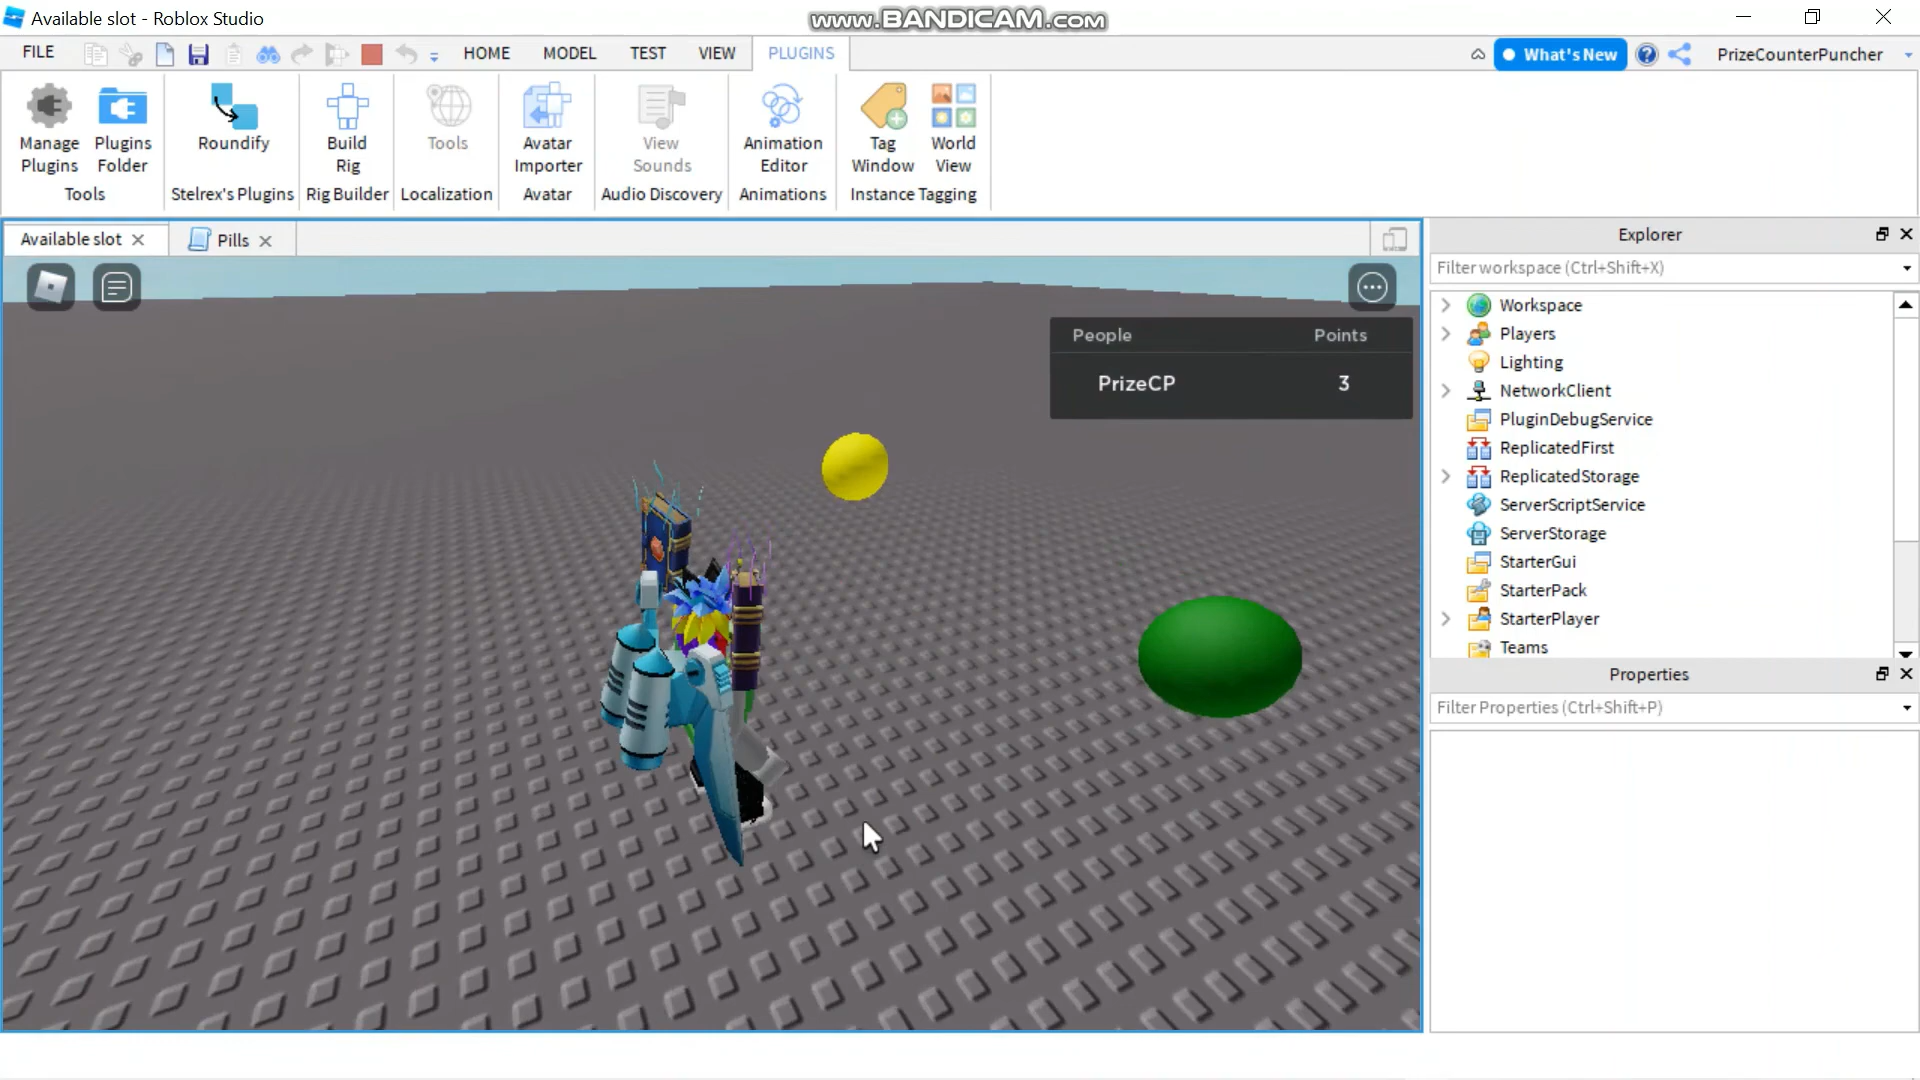 Available slot - Roblox Studio
www.BANDICAM.com
FILE
HOME
MODEL
TEST
VIEW
PLUGINS
What's New
PrizeCounterPuncher
Manage Plugins
Plugins Folder
Roundify
Build Rig
Tools
Avatar Importer
View Sounds
Animation Editor
Tag Window
World View
Tools
Stelrex's Plugins
Rig Builder
Localization
Avatar
Audio Discovery
Animations
Instance Tagging
Available slot
Pills
People Points
PrizeCP 3
Explorer
Filter workspace (Ctrl+Shift+X)
Workspace
Players
Lighting
NetworkClient
PluginDebugService
ReplicatedFirst
ReplicatedStorage
ServerScriptService
ServerStorage
StarterGui
StarterPack
StarterPlayer
Teams
Properties
Filter Properties (Ctrl+Shift+P)